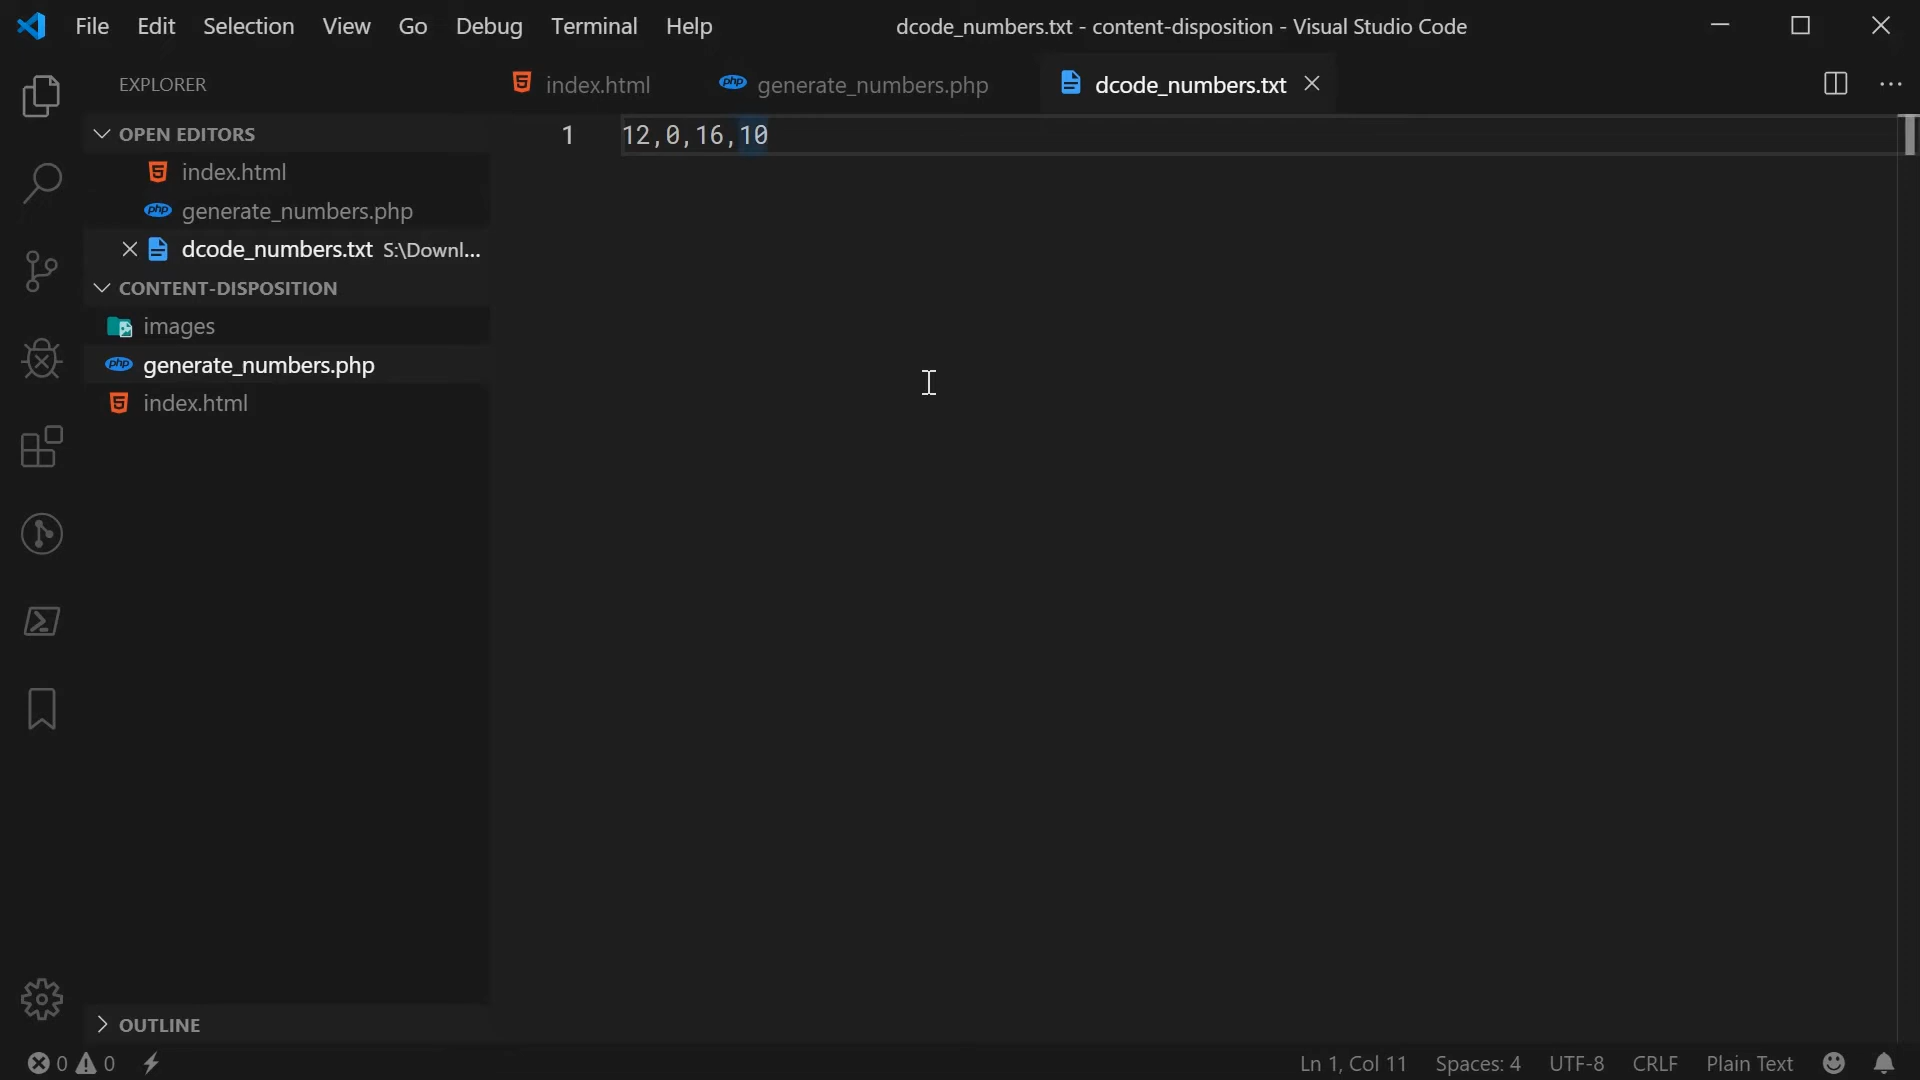 File Edit Selection View Go Debug Terminal Help
dcode_numbers.txt - content-disposition - Visual Studio Code
EXPLORER
index.html
php generate_numbers.php
dcode_numbers.txt
OPEN EDITORS
index.html
php generate_numbers.php
dcode_numbers.txt S:\Downl...
CONTENT-DISPOSITION
images
php generate_numbers.php
index.html
OUTLINE
1 12,0,16,10
0 0
Ln 1, Col 11 Spaces: 4 UTF-8 CRLF Plain Text